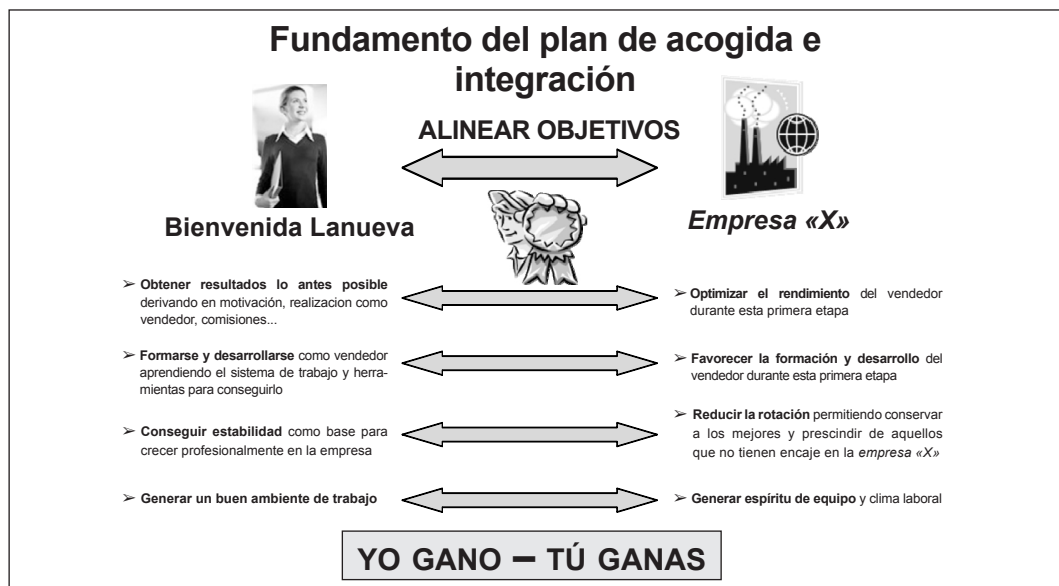 Fundamento del plan de acogida e
integración
ALINEAR OBJETIVOS
Bienvenida Lanueva
Empresa «X»
➢ Obtener resultados lo antes posible
derivando en motivación, realizacion como
vendedor, comisiones...
➢ Optimizar el rendimiento del vendedor
durante esta primera etapa
➢ Formarse y desarrollarse como vendedor
aprendiendo el sistema de trabajo y herra-
mientas para conseguirlo
➢ Favorecer la formación y desarrollo del
vendedor durante esta primera etapa
➢ Conseguir estabilidad como base para
crecer profesionalmente en la empresa
➢ Reducir la rotación permitiendo conservar
a los mejores y prescindir de aquellos
que no tienen encaje en la empresa «X»
➢ Generar un buen ambiente de trabajo
➢ Generar espíritu de equipo y clima laboral
YO GANO – TÚ GANAS